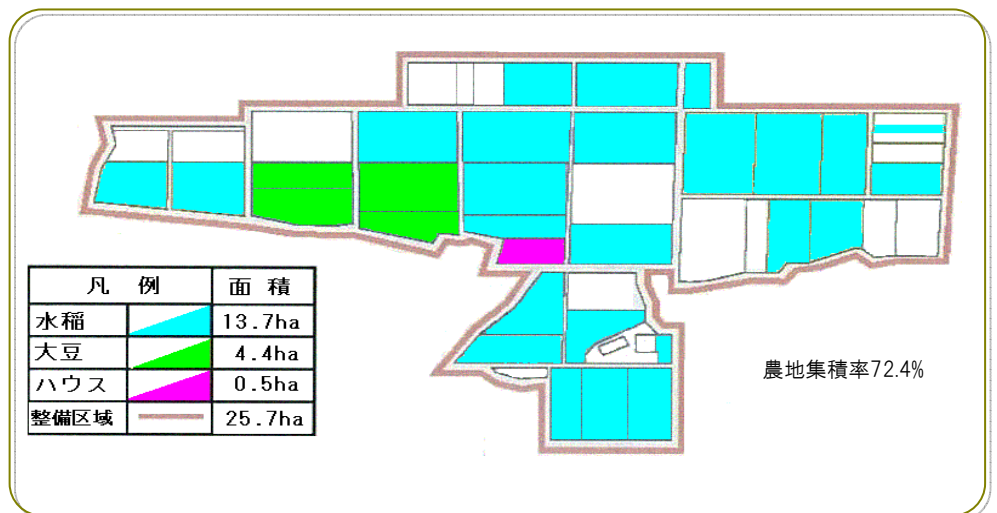 凡 例 面 積
水稲 13.7ha
大豆 4.4ha
ハウス 0.5ha
整備区域 25.7ha
農地集積率72.4%